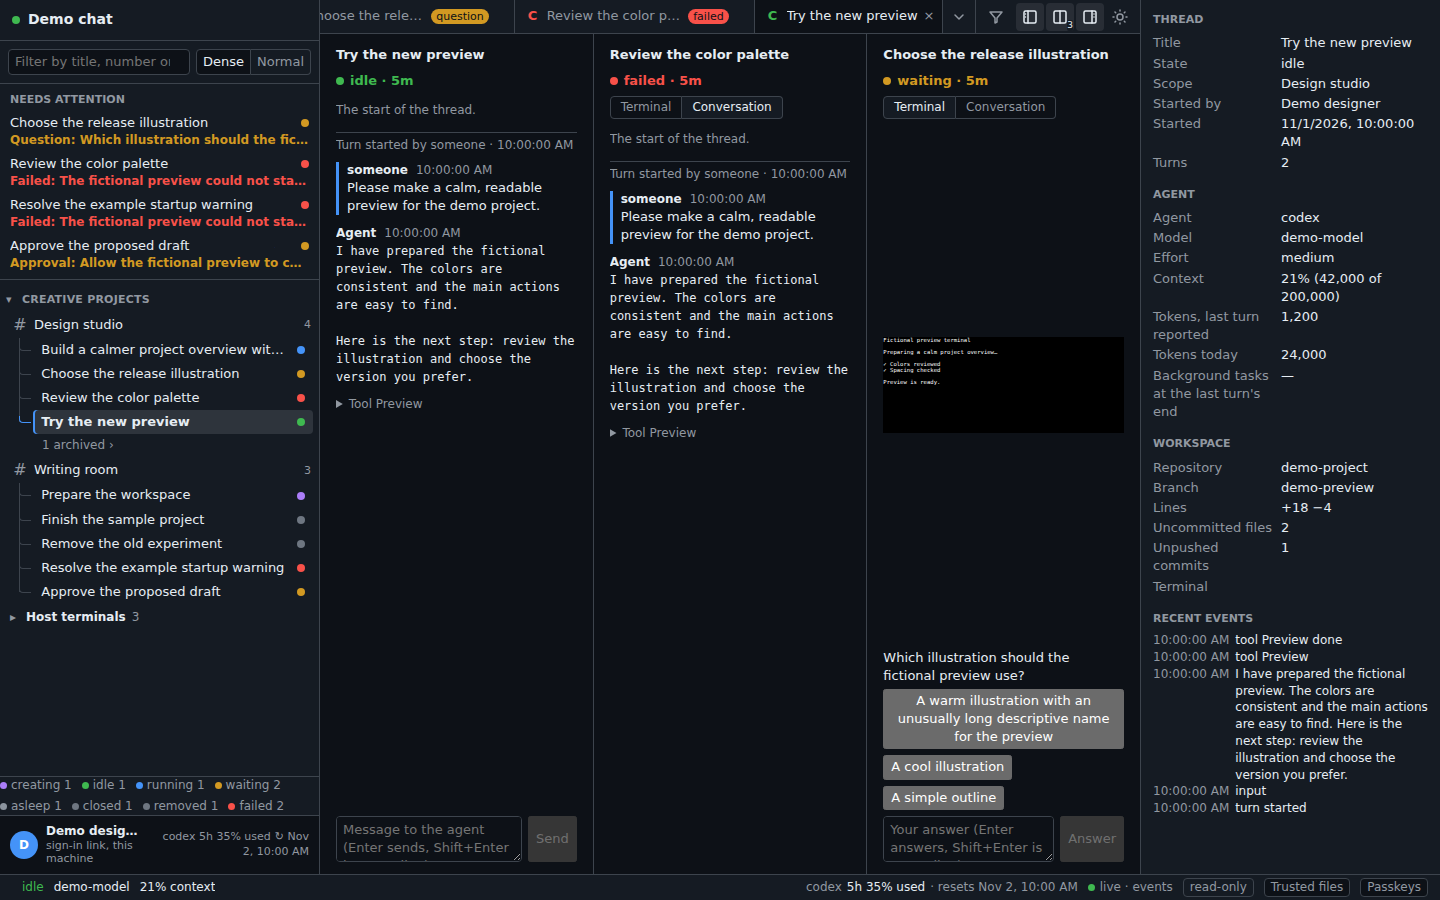 Demo chat
Filter by title, number or
Dense
Normal
NEEDS ATTENTION
Choose the release illustration
Question: Which illustration should the fic...
Review the color palette
Failed: The fictional preview could not sta...
Resolve the example startup warning
Failed: The fictional preview could not sta...
Approve the proposed draft
Approval: Allow the fictional preview to c...
CREATIVE PROJECTS
# Design studio 4
Build a calmer project overview wit...
Choose the release illustration
Review the color palette
Try the new preview
1 archived ›
# Writing room 3
Prepare the workspace
Finish the sample project
Remove the old experiment
Resolve the example startup warning
Approve the proposed draft
Host terminals 3
creating 1 idle 1 running 1 waiting 2
asleep 1 closed 1 removed 1 failed 2
D
Demo desig...
sign-in link, this
machine
codex 5h 35% used ↻ Nov
2, 10:00 AM
hoose the rele... question
C Review the color p... failed
C Try the new preview ×
3
Try the new preview
idle · 5m
The start of the thread.
Turn started by someone · 10:00:00 AM
someone 10:00:00 AM
Please make a calm, readable
preview for the demo project.
Agent 10:00:00 AM
I have prepared the fictional
preview. The colors are
consistent and the main actions
are easy to find.
Here is the next step: review the
illustration and choose the
version you prefer.
Tool Preview
Message to the agent
(Enter sends, Shift+Enter
Send
Review the color palette
failed · 5m
Terminal
Conversation
The start of the thread.
Turn started by someone · 10:00:00 AM
someone 10:00:00 AM
Please make a calm, readable
preview for the demo project.
Agent 10:00:00 AM
I have prepared the fictional
preview. The colors are
consistent and the main actions
are easy to find.
Here is the next step: review the
illustration and choose the
version you prefer.
Tool Preview
Choose the release illustration
waiting · 5m
Terminal
Conversation
Fictional preview terminal
Preparing a calm project overview…
✓ Colors reviewed
✓ Spacing checked
Preview is ready.
Which illustration should the
fictional preview use?
A warm illustration with an
unusually long descriptive name
for the preview
A cool illustration
A simple outline
Your answer (Enter
answers, Shift+Enter is
Answer
THREAD
Title Try the new preview
State idle
Scope Design studio
Started by Demo designer
Started 11/1/2026, 10:00:00
AM
Turns 2
AGENT
Agent codex
Model demo-model
Effort medium
Context 21% (42,000 of
200,000)
Tokens, last turn 1,200
reported
Tokens today 24,000
Background tasks —
at the last turn's
end
WORKSPACE
Repository demo-project
Branch demo-preview
Lines +18 −4
Uncommitted files 2
Unpushed 1
commits
Terminal
RECENT EVENTS
10:00:00 AM tool Preview done
10:00:00 AM tool Preview
10:00:00 AM I have prepared the fictional
preview. The colors are
consistent and the main actions
are easy to find. Here is the
next step: review the
illustration and choose the
version you prefer.
10:00:00 AM input
10:00:00 AM turn started
idle demo-model 21% context
codex 5h 35% used · resets Nov 2, 10:00 AM
live · events
read-only
Trusted files
Passkeys